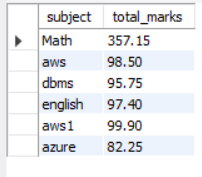 subject total_marks
Math 357.15
aws 98.50
dbms 95.75
english 97.40
aws1 99.90
azure 82.25